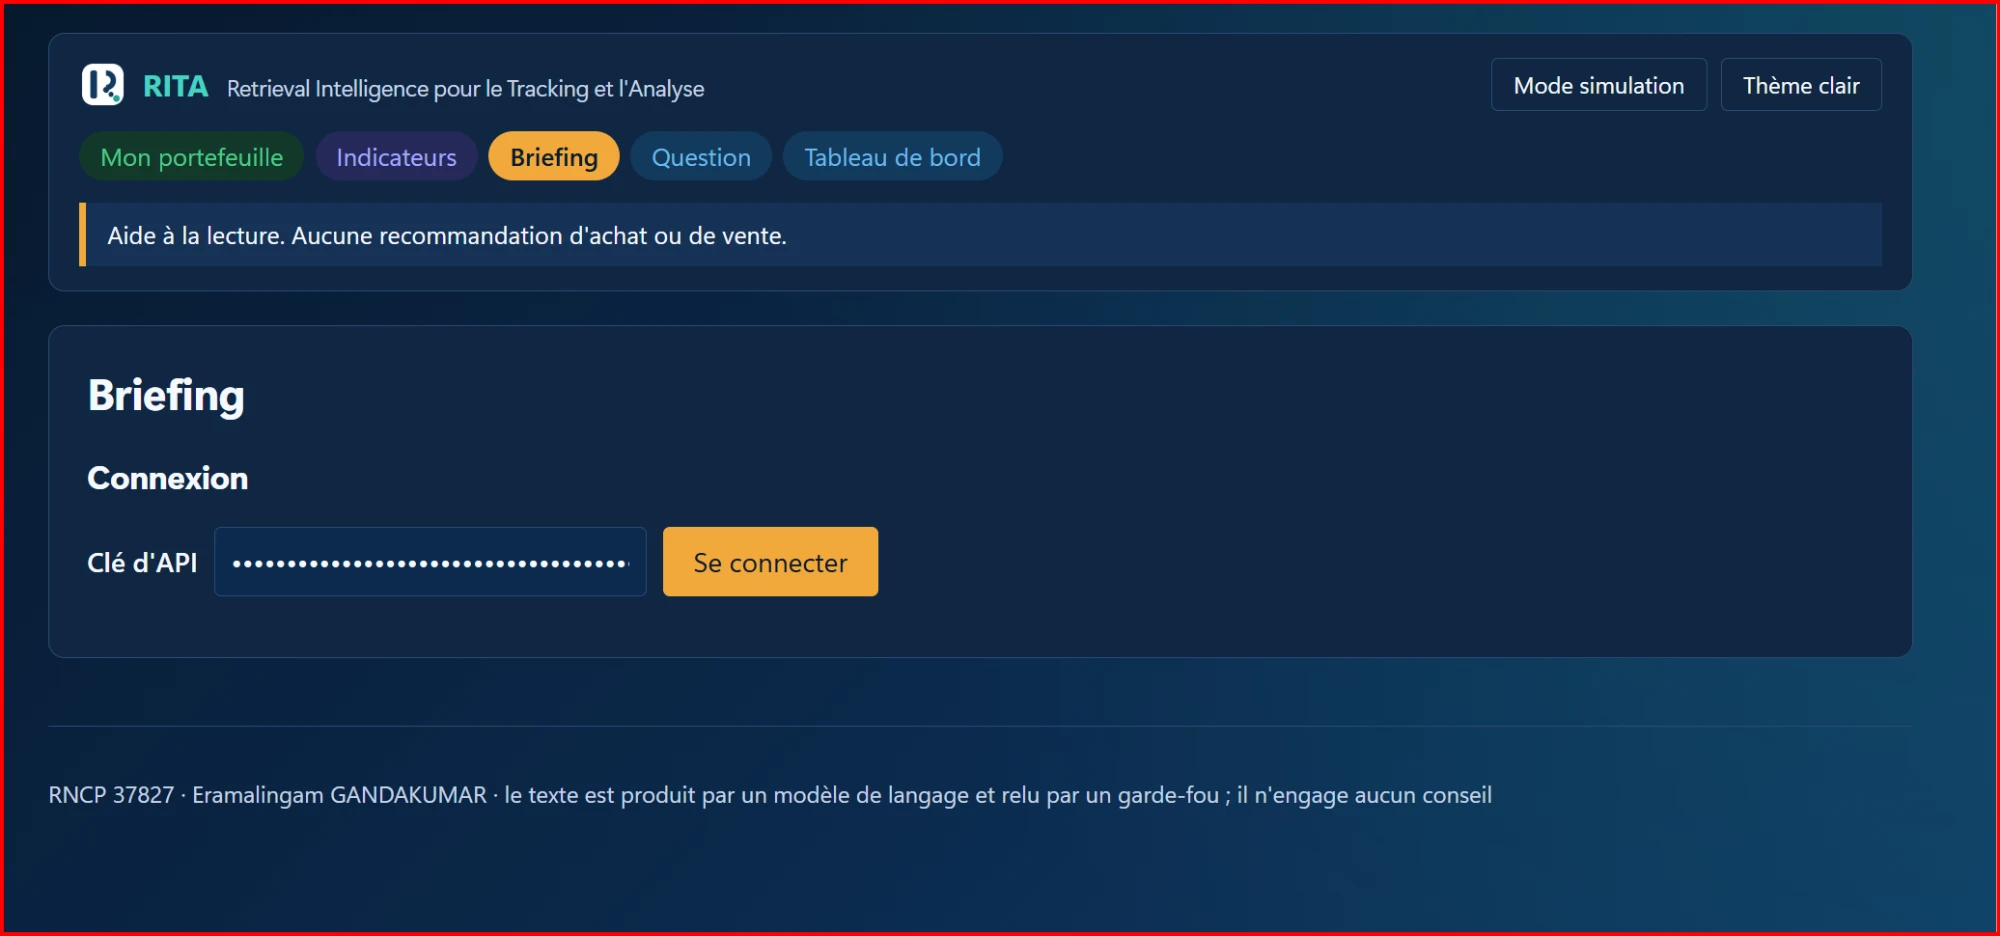 RITA Retrieval Intelligence pour le Tracking et l'Analyse
Mode simulation
Thème clair
Mon portefeuille
Indicateurs
Briefing
Question
Tableau de bord
Aide à la lecture. Aucune recommandation d'achat ou de vente.
Briefing
Connexion
Clé d'API
Se connecter
RNCP 37827 · Eramalingam GANDAKUMAR · le texte est produit par un modèle de langage et relu par un garde-fou ; il n'engage aucun conseil